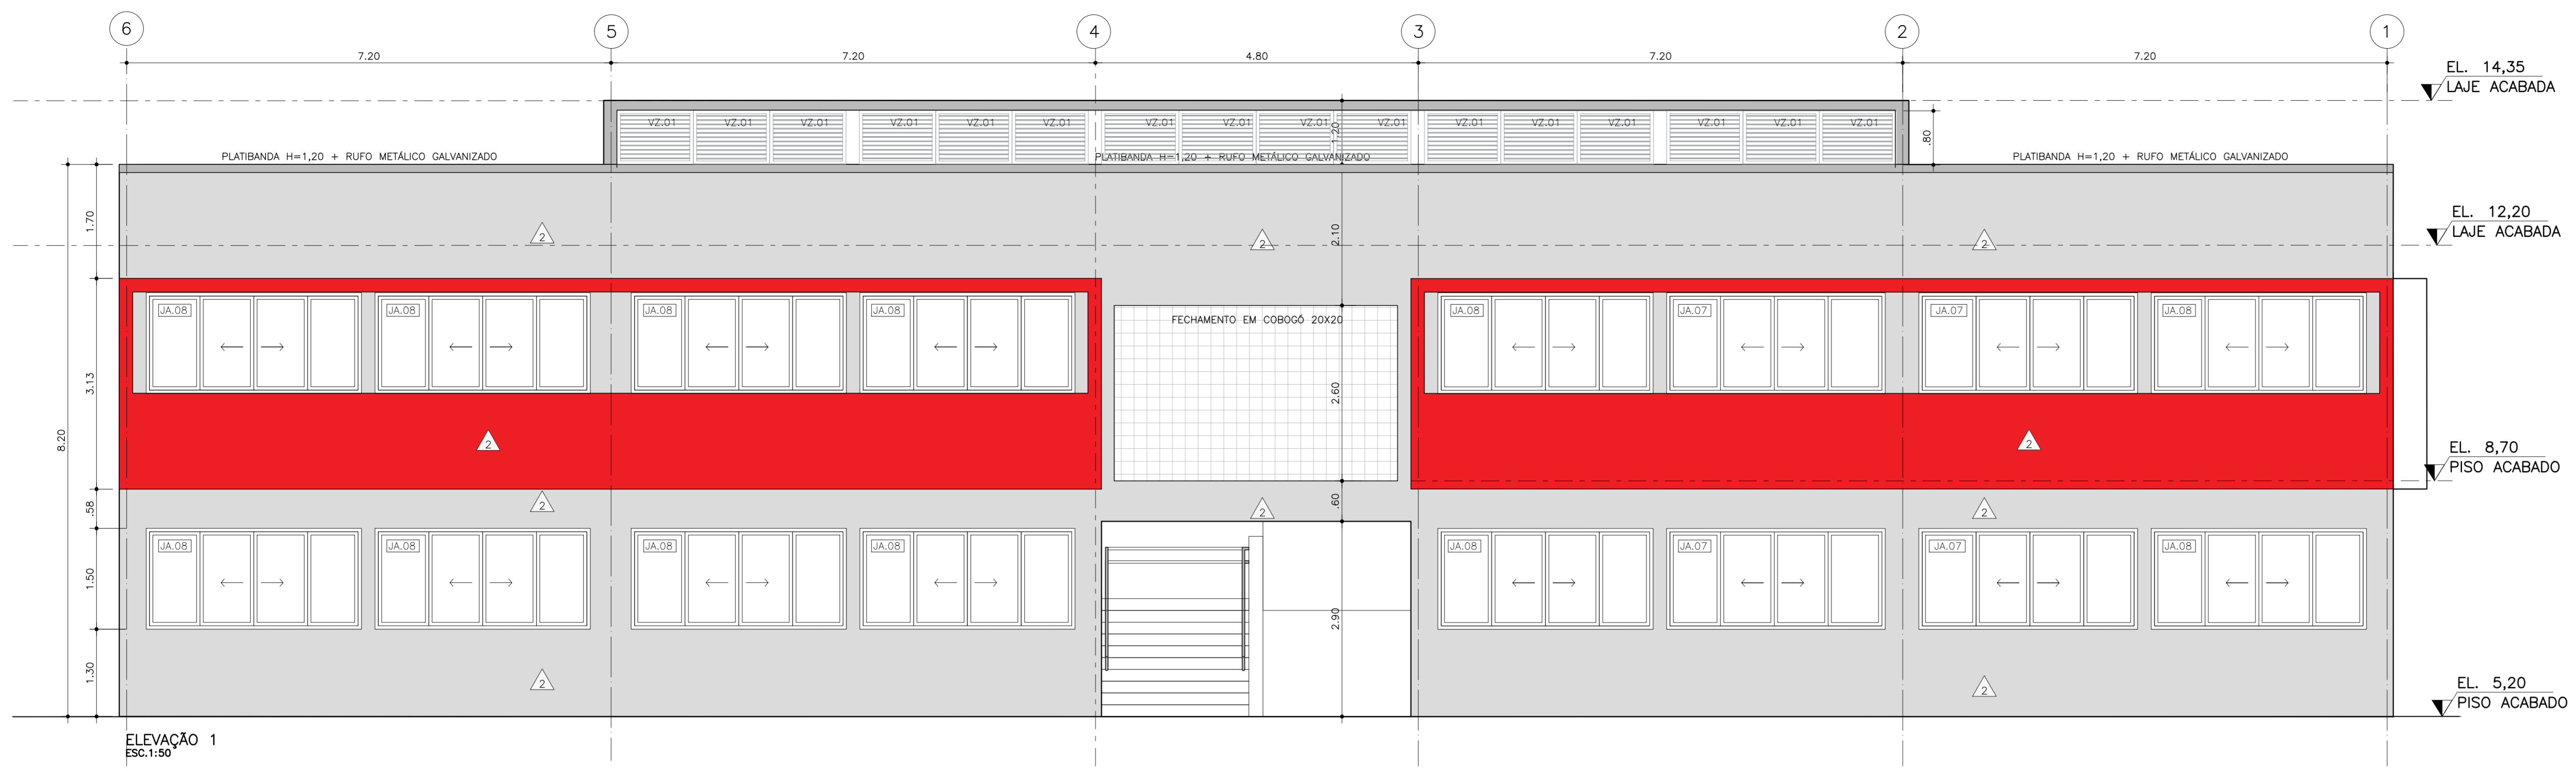 6 5 4 3 2 1
7.20 7.20 4.80 7.20 7.20
EL. 14,35
LAJE ACABADA
VZ.01 VZ.01 VZ.01 VZ.01 VZ.01 VZ.01 VZ.01 VZ.01 VZ.01 VZ.01 VZ.01 VZ.01 VZ.01 VZ.01 VZ.01 VZ.01
1.20
.80
PLATIBANDA H=1,20 + RUFO METÁLICO GALVANIZADO
PLATIBANDA H=1,20 + RUFO METÁLICO GALVANIZADO
PLATIBANDA H=1,20 + RUFO METÁLICO GALVANIZADO
1.70
2 2 2
2.10
EL. 12,20
LAJE ACABADA
JA.08 JA.08 JA.08 JA.08 JA.08 JA.07 JA.07 JA.08
FECHAMENTO EM COBOGÓ 20X20
3.13
2.60
8.20
2 2
EL. 8,70
PISO ACABADO
.58
2 2 2
.60
JA.08 JA.08 JA.08 JA.08 JA.08 JA.07 JA.07 JA.08
1.50
2.90
1.30
2 2
EL. 5,20
PISO ACABADO
ELEVAÇÃO 1
ESC.1:50